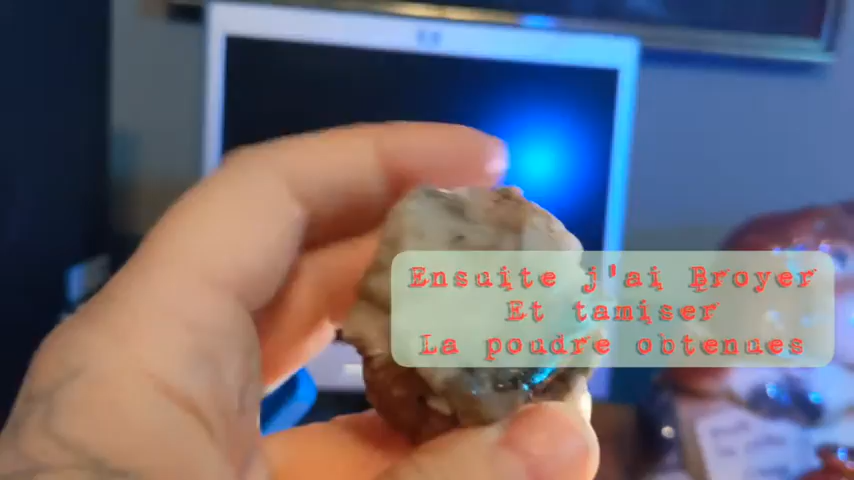 Ensuite j'ai Broyer
Et tamiser
La poudre obtenues